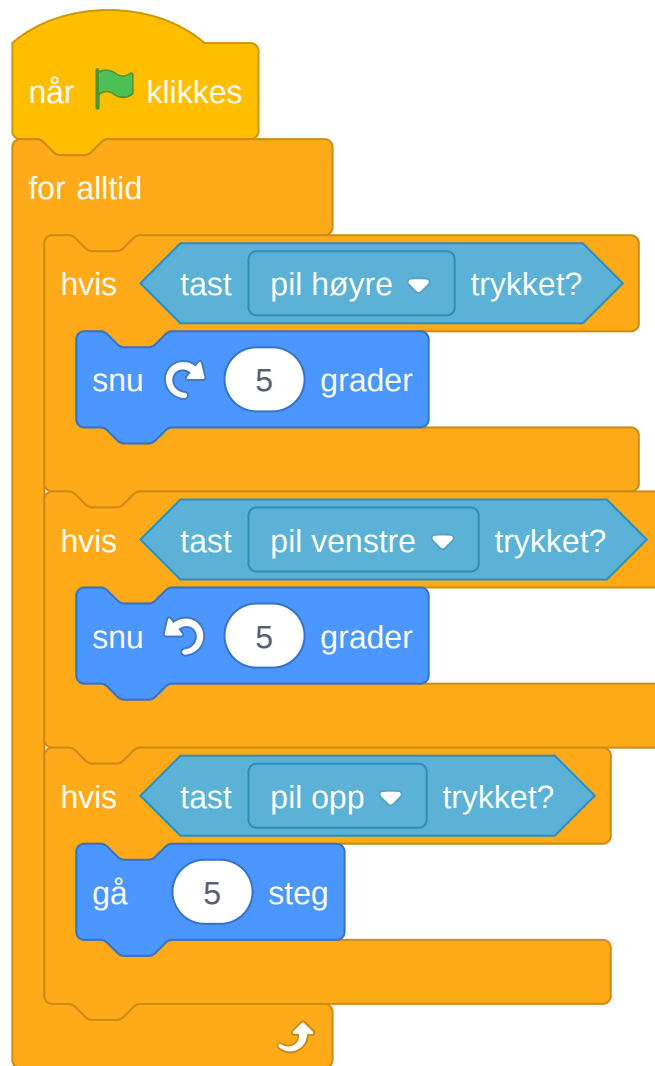 når klikkes
for alltid
hvis tast pil høyre trykket?
snu 5 grader
hvis tast pil venstre trykket?
snu 5 grader
hvis tast pil opp trykket?
gå 5 steg